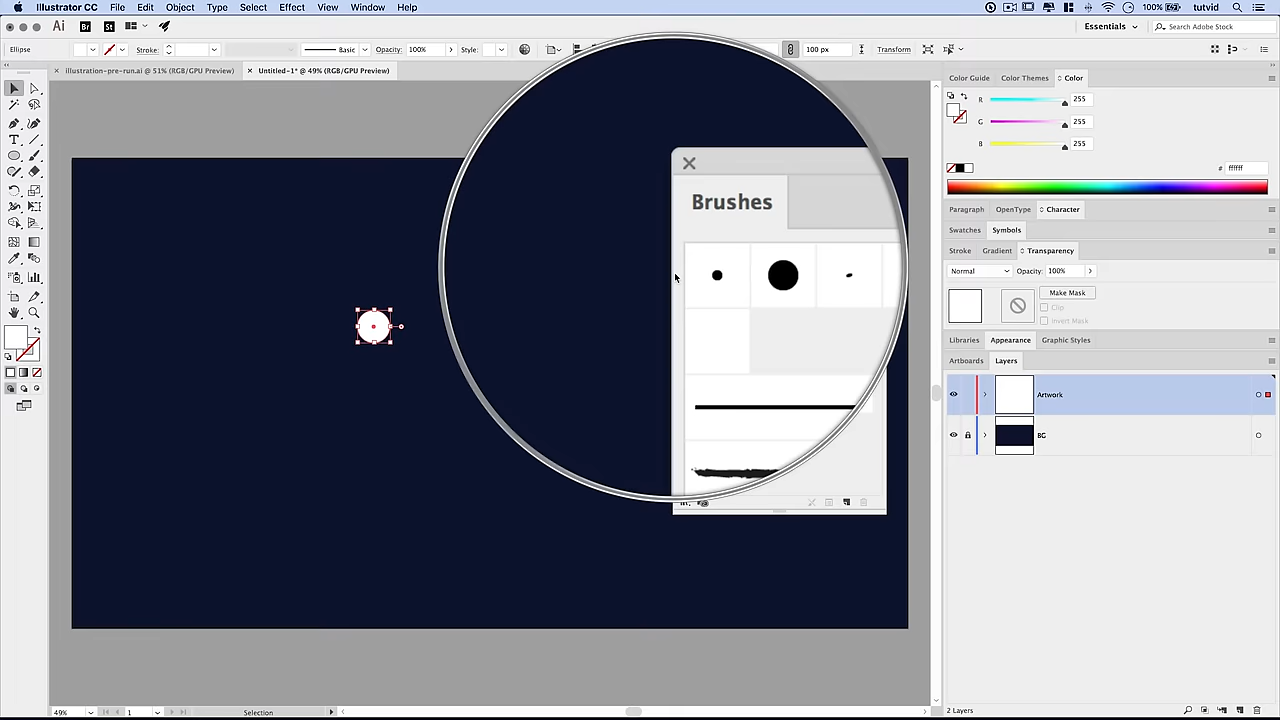 Illustrator CC File Edit Object Type Select Effect View Window Help 100% tutvid
Ai Br St Essentials Search Adobe Stock
Ellipse Stroke: Basic Opacity: 100% Style: 100 px Transform
× illustration-pre-run.ai @ 51% (RGB/GPU Preview) × Untitled-1* @ 49% (RGB/GPU Preview)
Color Guide Color Themes Color
R 255
G 255
B 255
# ffffff
Brushes
Paragraph OpenType Character
Swatches Symbols
Stroke Gradient Transparency
Normal Opacity: 100%
Make Mask
Clip
Invert Mask
Libraries Appearance Graphic Styles
Artboards Layers
Artwork
BG
49% 1 Selection
2 Layers